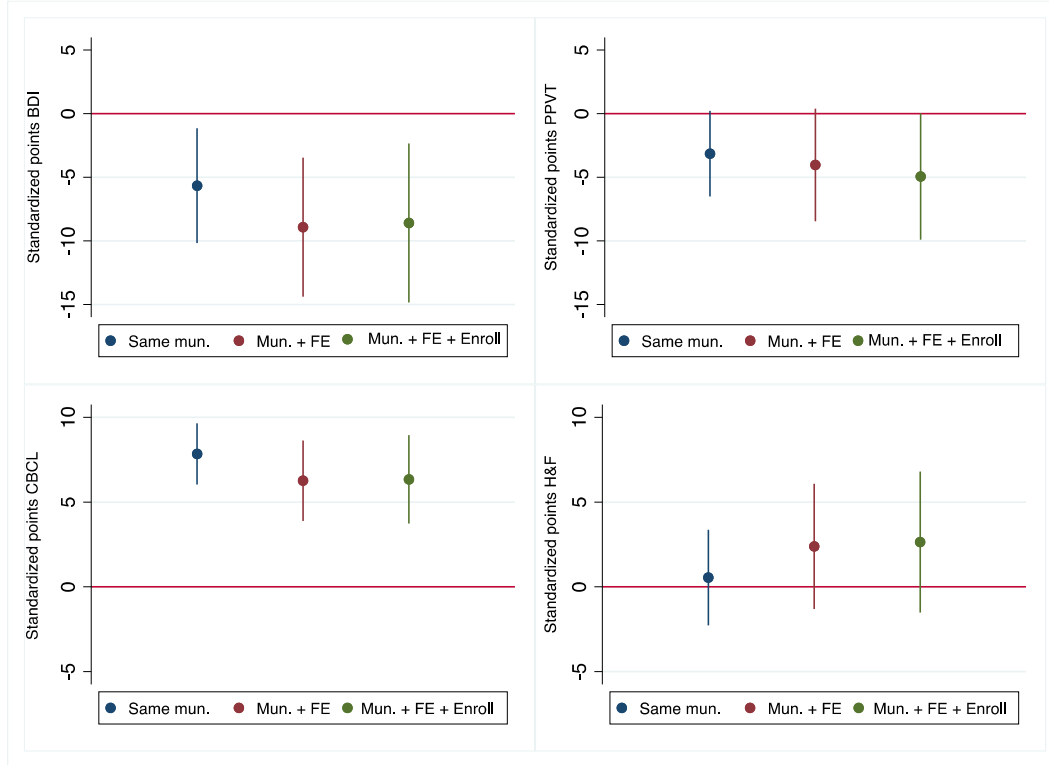 Standardized points BDI
5
0
-5
-10
-15
Same mun. Mun. + FE Mun. + FE + Enroll
Standardized points PPVT
5
0
-5
-10
-15
Same mun. Mun. + FE Mun. + FE + Enroll
Standardized points CBCL
10
5
0
-5
Same mun. Mun. + FE Mun. + FE + Enroll
Standardized points H&F
10
5
0
-5
Same mun. Mun. + FE Mun. + FE + Enroll